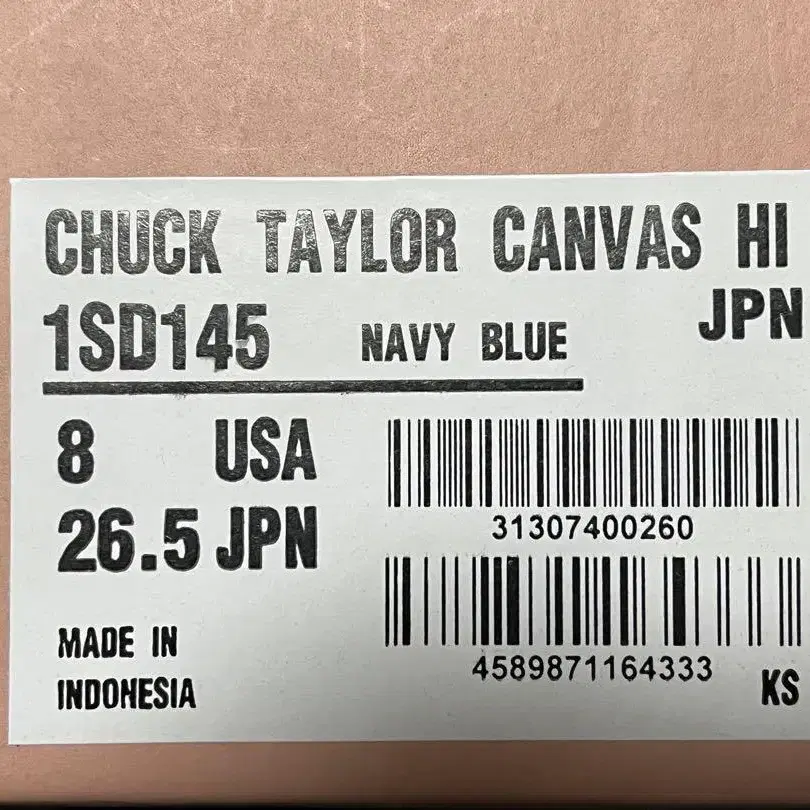 CHUCK TAYLOR CANVAS HI
1SD145 NAVY BLUE JPN
8 USA
26.5 JPN
31307400260
4589871164333
MADE IN
INDONESIA
KS